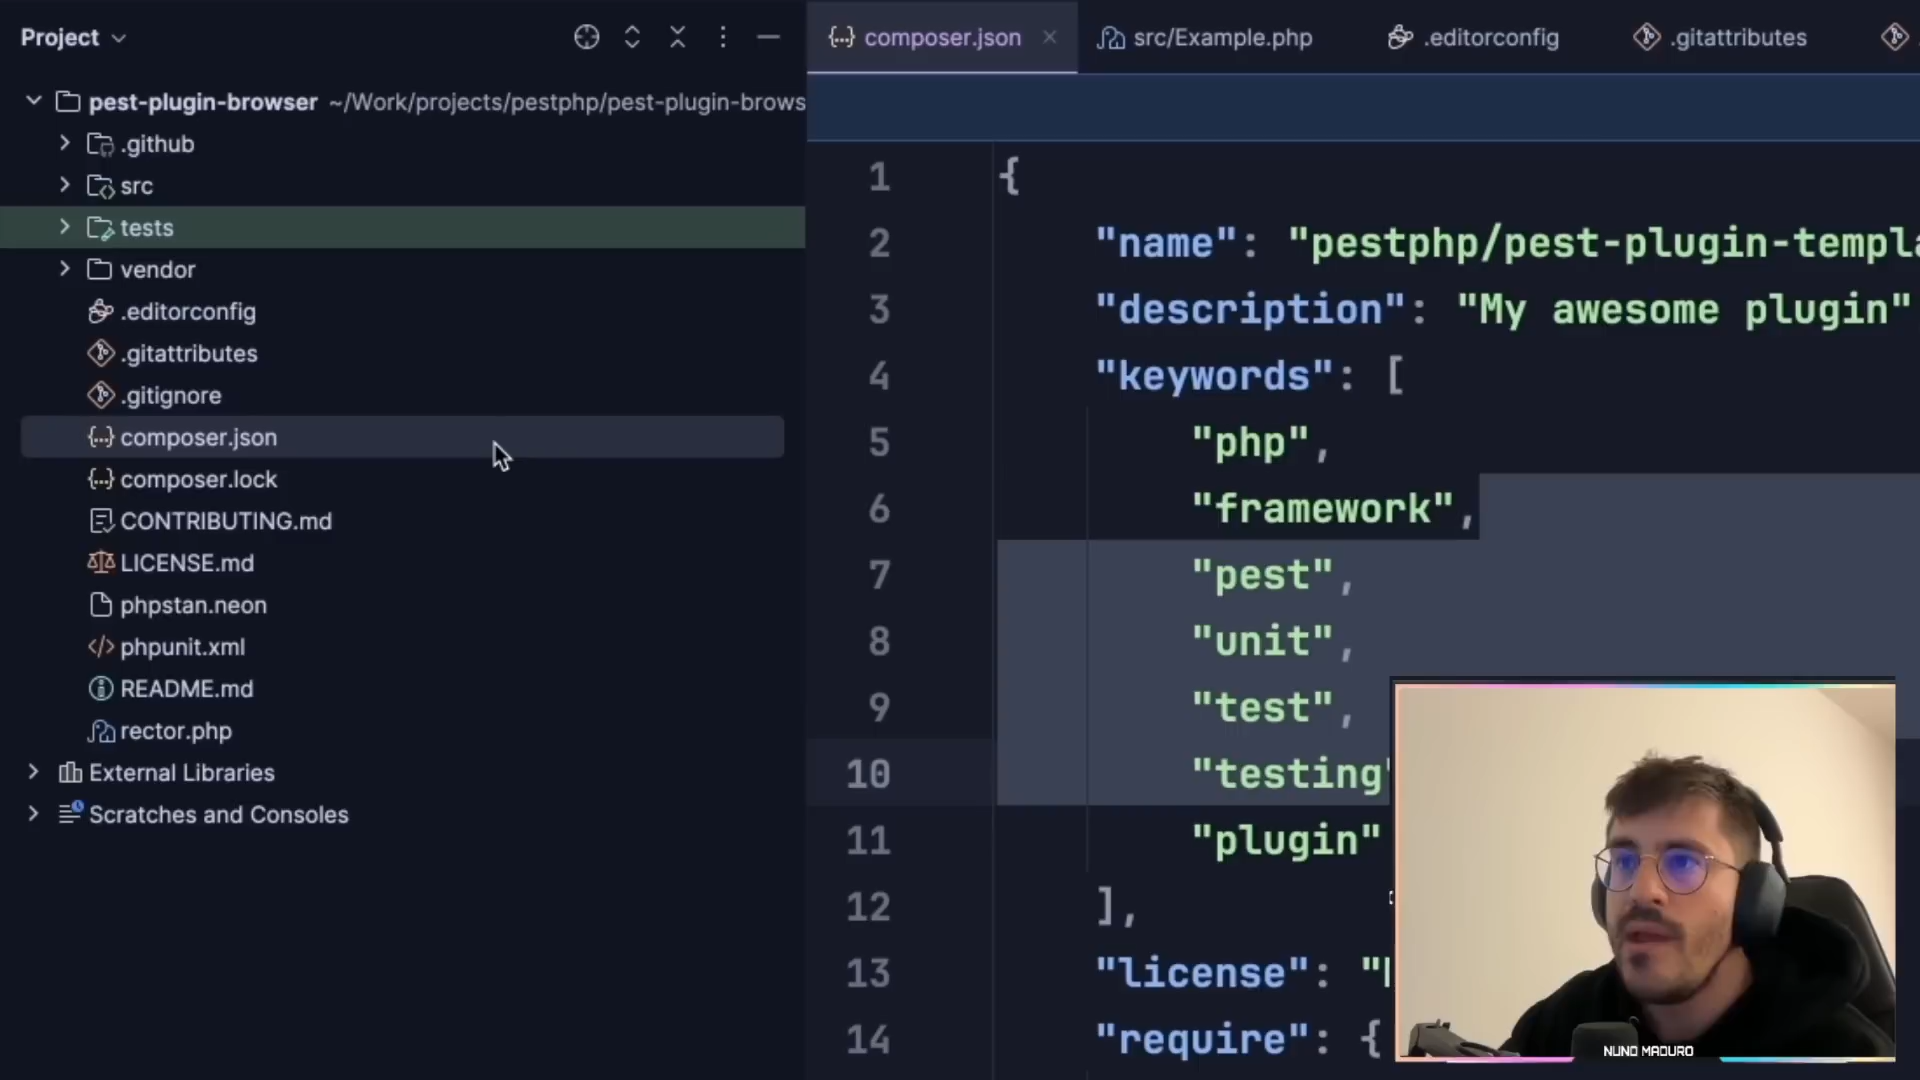 Project
composer.json
src/Example.php
.editorconfig
.gitattributes
pest-plugin-browser ~/Work/projects/pestphp/pest-plugin-brows
.github
src
tests
vendor
.editorconfig
.gitattributes
.gitignore
composer.json
composer.lock
CONTRIBUTING.md
LICENSE.md
phpstan.neon
phpunit.xml
README.md
rector.php
External Libraries
Scratches and Consoles
1 {
2 "name": "pestphp/pest-plugin-templa
3 "description": "My awesome plugin"
4 "keywords": [
5 "php",
6 "framework",
7 "pest",
8 "unit",
9 "test",
10 "testing"
11 "plugin"
12 ],
13 "license": "
14 "require": {
NUNO MADURO